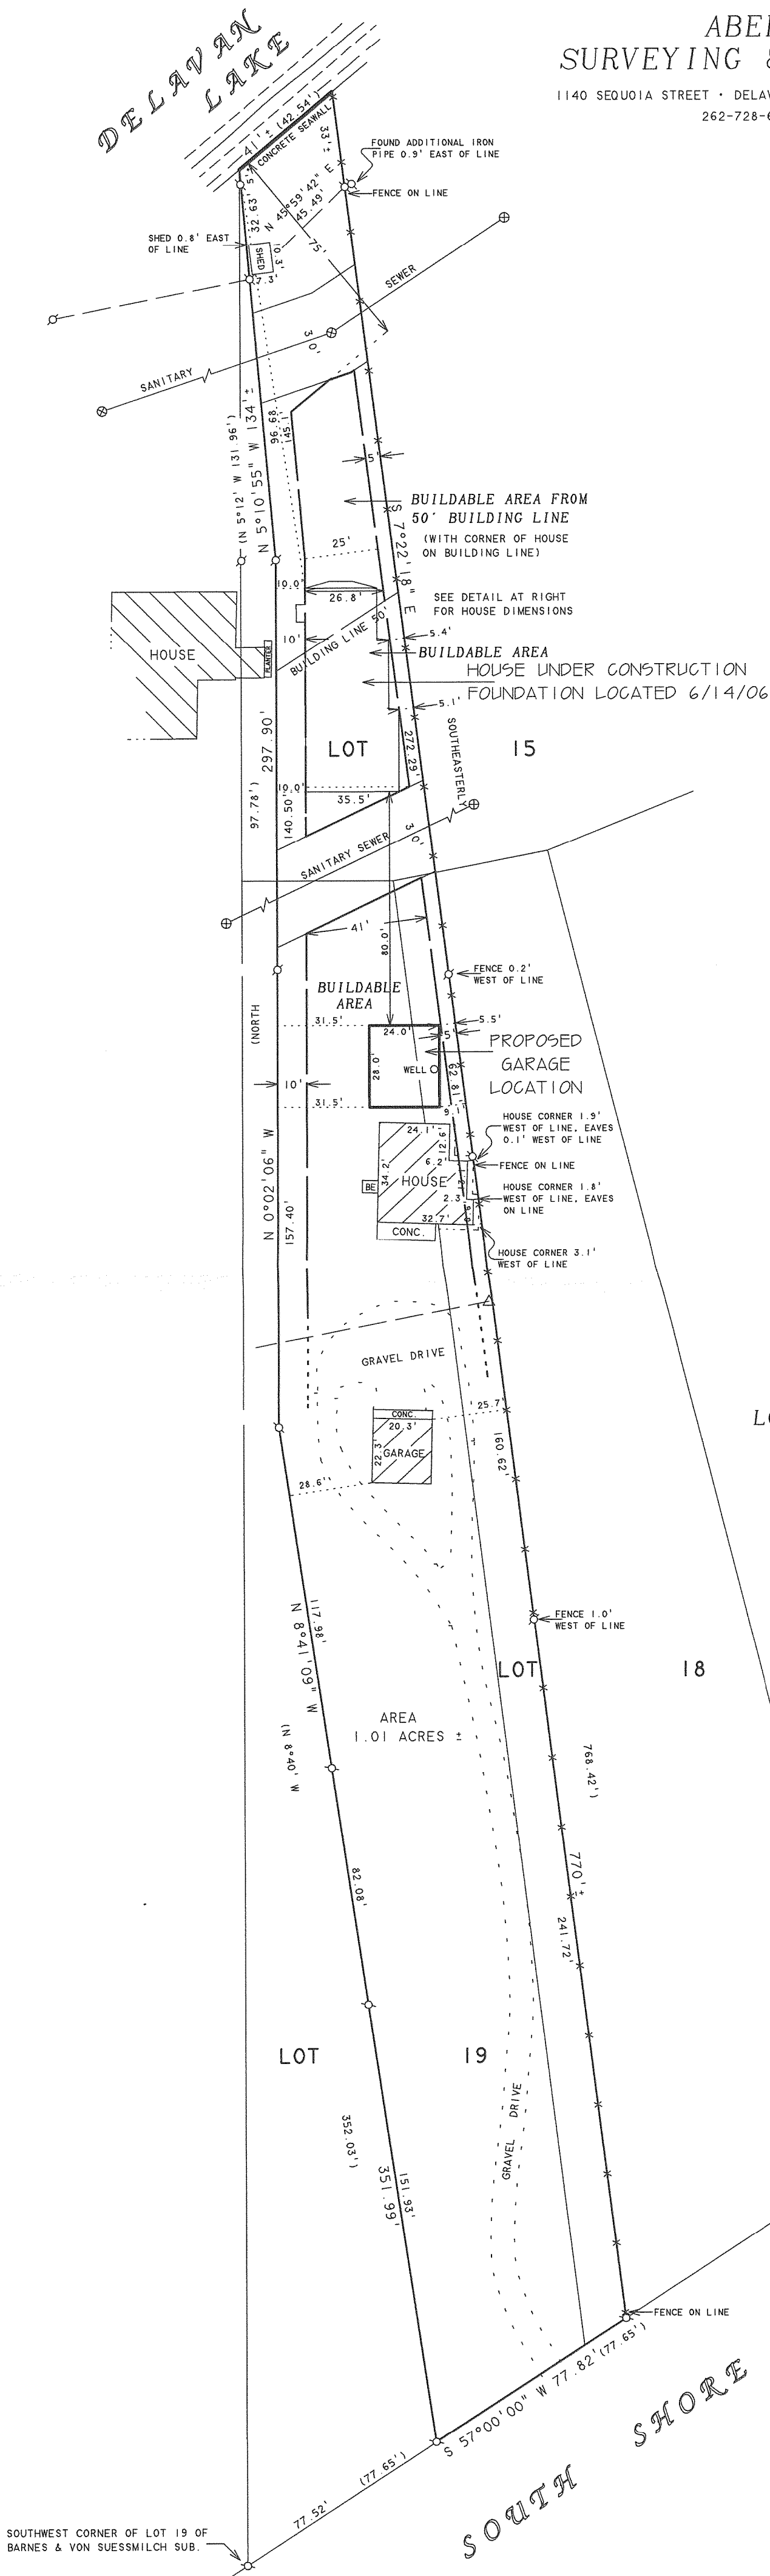 ABE
SURVEYING &
1140 SEQUOIA STREET • DELAV
262-728-
DELAVAN
LAKE
41'± (42.54')
CONCRETE SEAWALL
33'±
FOUND ADDITIONAL IRON
PIPE 0.9' EAST OF LINE
FENCE ON LINE
5'
32.63'
N 45°59'42" E
45.49'
75'
SHED 0.8' EAST
OF LINE
SHED
10.3'
7.3'
SEWER
SANITARY
30'
(N 5°12' W 131.96')
N 5°10'55" W 134'±
96.68
145.1'
5'
BUILDABLE AREA FROM
50' BUILDING LINE
(WITH CORNER OF HOUSE
ON BUILDING LINE)
S 7°22'18" E
25'
10.0'
26.8'
SEE DETAIL AT RIGHT
FOR HOUSE DIMENSIONS
10'
BUILDING LINE 50'
5.4'
BUILDABLE AREA
HOUSE
PLANTER
HOUSE UNDER CONSTRUCTION
FOUNDATION LOCATED 6/14/06
5.1'
297.90'
LOT 15
272.29'
SOUTHEASTERLY
97.78')
10.0'
140.50'
35.5'
SANITARY SEWER
30'
41'
80.0'
FENCE 0.2'
WEST OF LINE
BUILDABLE
AREA
(NORTH
31.5'
24.0'
5.5'
5'
PROPOSED
GARAGE
LOCATION
28.0'
WELL
62.81'
10'
31.5'
9.1'
HOUSE CORNER 1.9'
WEST OF LINE, EAVES
0.1' WEST OF LINE
24.1'
12.6'
6.2'
FENCE ON LINE
34.2'
HOUSE
BE
HOUSE CORNER 1.8'
WEST OF LINE, EAVES
ON LINE
2.3'
32.7'
CONC.
HOUSE CORNER 3.1'
WEST OF LINE
N 0°02'06" W
157.40'
GRAVEL DRIVE
25.7'
CONC.
20.3'
22.3'
GARAGE
160.62'
28.6'
FENCE 1.0'
WEST OF LINE
117.98'
N 8°41'09" W
LOT 18
AREA
1.01 ACRES ±
(N 8°40' W
768.42')
770'±
82.08'
241.72'
LOT 19
GRAVEL DRIVE
352.03')
351.99'
151.93'
FENCE ON LINE
S 57°00'00" W 77.82' (77.65')
SOUTH SHORE
(77.65')
77.52'
SOUTHWEST CORNER OF LOT 19 OF
BARNES & VON SUESSMILCH SUB.